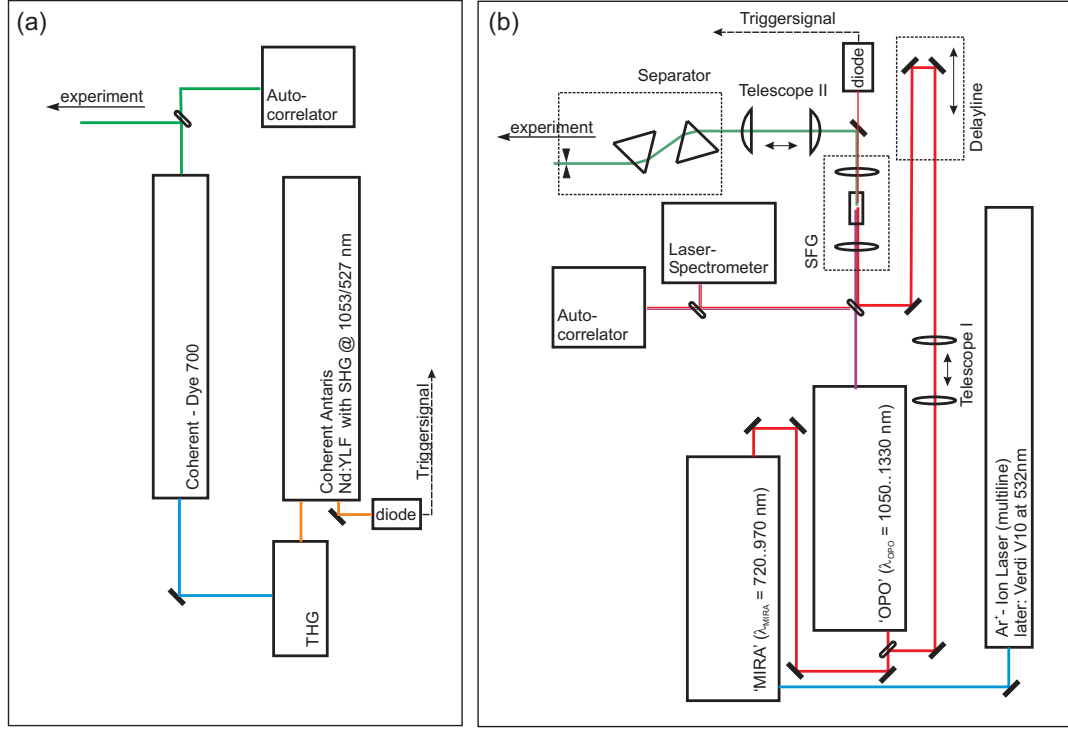 (a)
experiment
Auto-
correlator
Coherent - Dye 700
Coherent Antaris
Nd:YLF with SHG @ 1053/527 nm
Triggersignal
diode
THG
(b)
Triggersignal
diode
Separator
Telescope II
Delayline
experiment
SFG
Laser-
Spectrometer
Auto-
correlator
Telescope I
'MIRA' (λMIRA = 720..970 nm)
'OPO' (λOPO = 1050..1330 nm)
Ar+- Ion Laser (multiline)
later: Verdi V10 at 532nm